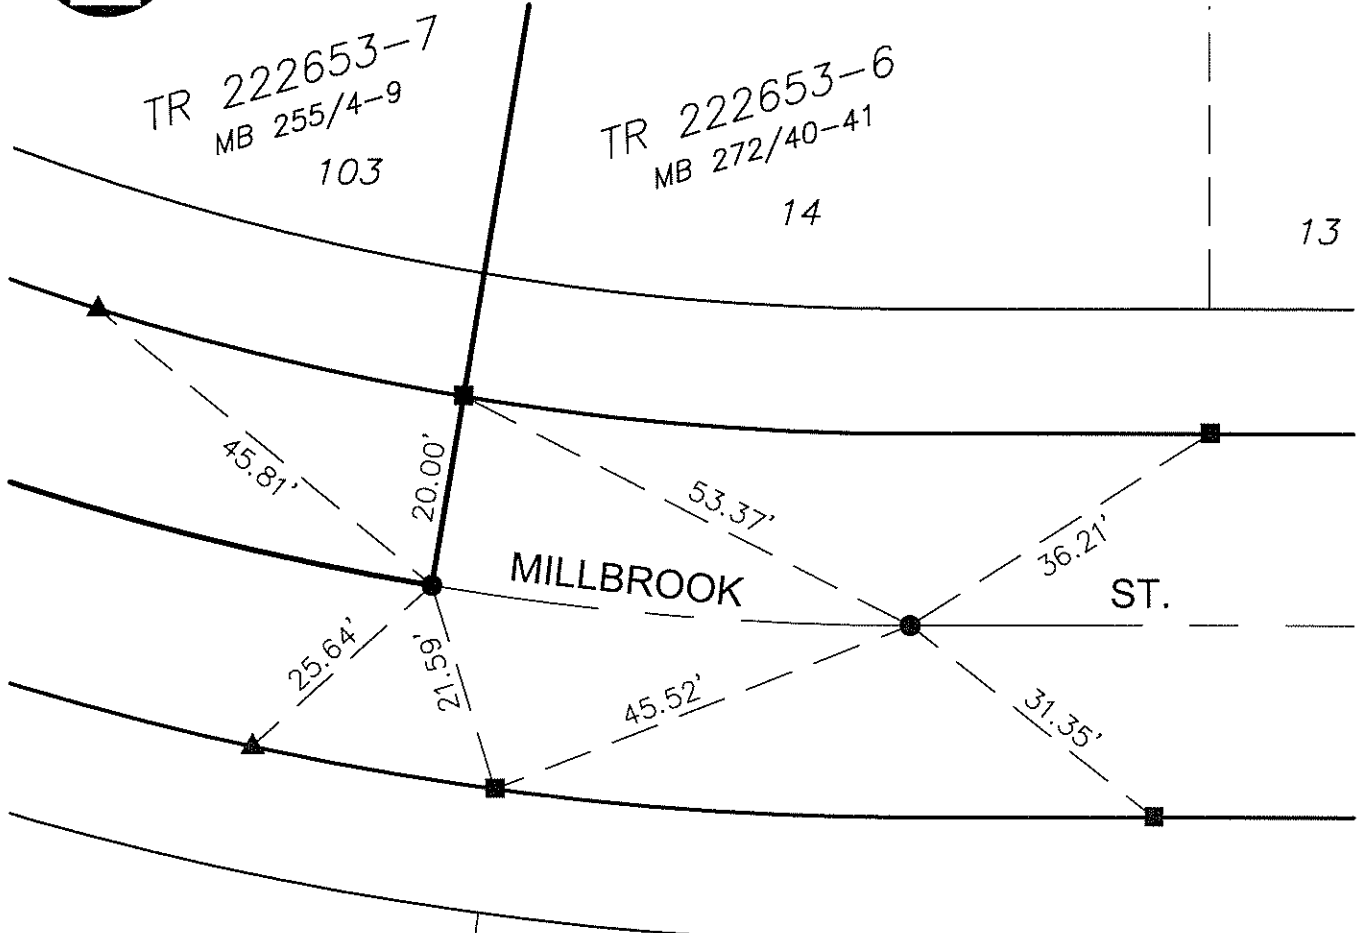 TR 222653-7
MB 255/4-9
103
TR 222653-6
MB 272/40-41
14
13
45.81'
20.00'
53.37'
36.21'
MILLBROOK ST.
25.64'
21.59'
45.52'
31.35'